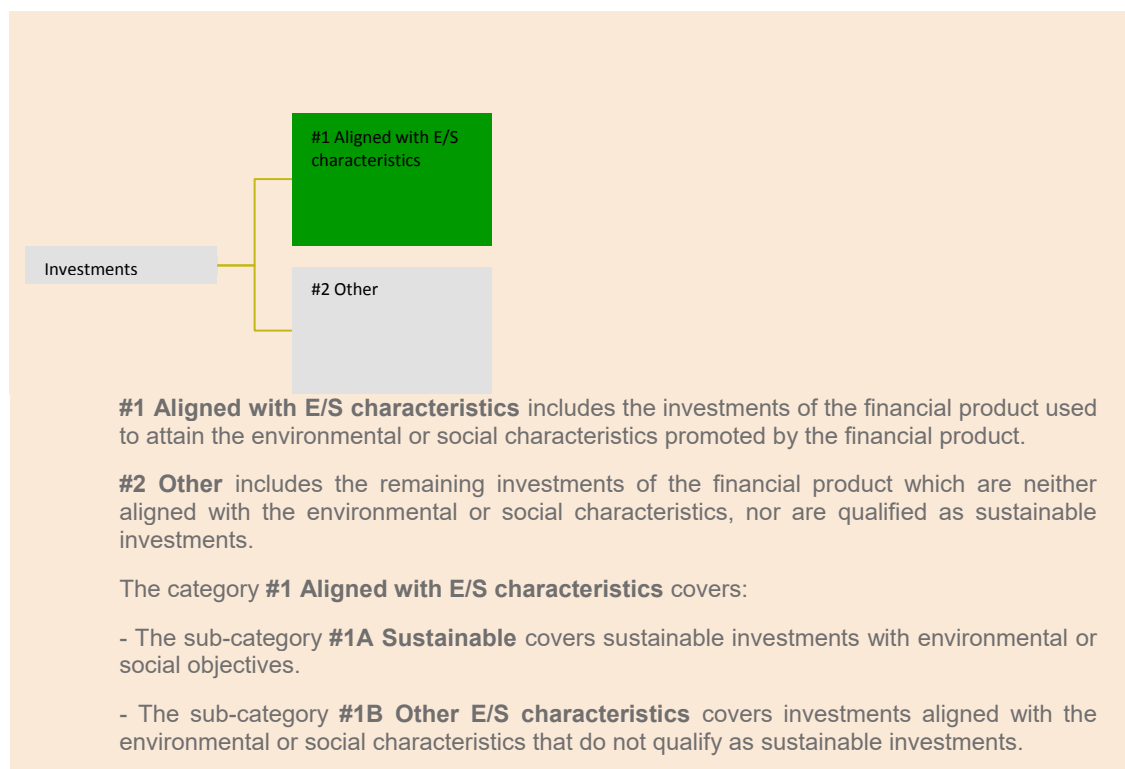 #1 Aligned with E/S
characteristics
Investments
#2 Other
#1 Aligned with E/S characteristics includes the investments of the financial product used
to attain the environmental or social characteristics promoted by the financial product.
#2 Other includes the remaining investments of the financial product which are neither
aligned with the environmental or social characteristics, nor are qualified as sustainable
investments.
The category #1 Aligned with E/S characteristics covers:
- The sub-category #1A Sustainable covers sustainable investments with environmental or
social objectives.
- The sub-category #1B Other E/S characteristics covers investments aligned with the
environmental or social characteristics that do not qualify as sustainable investments.